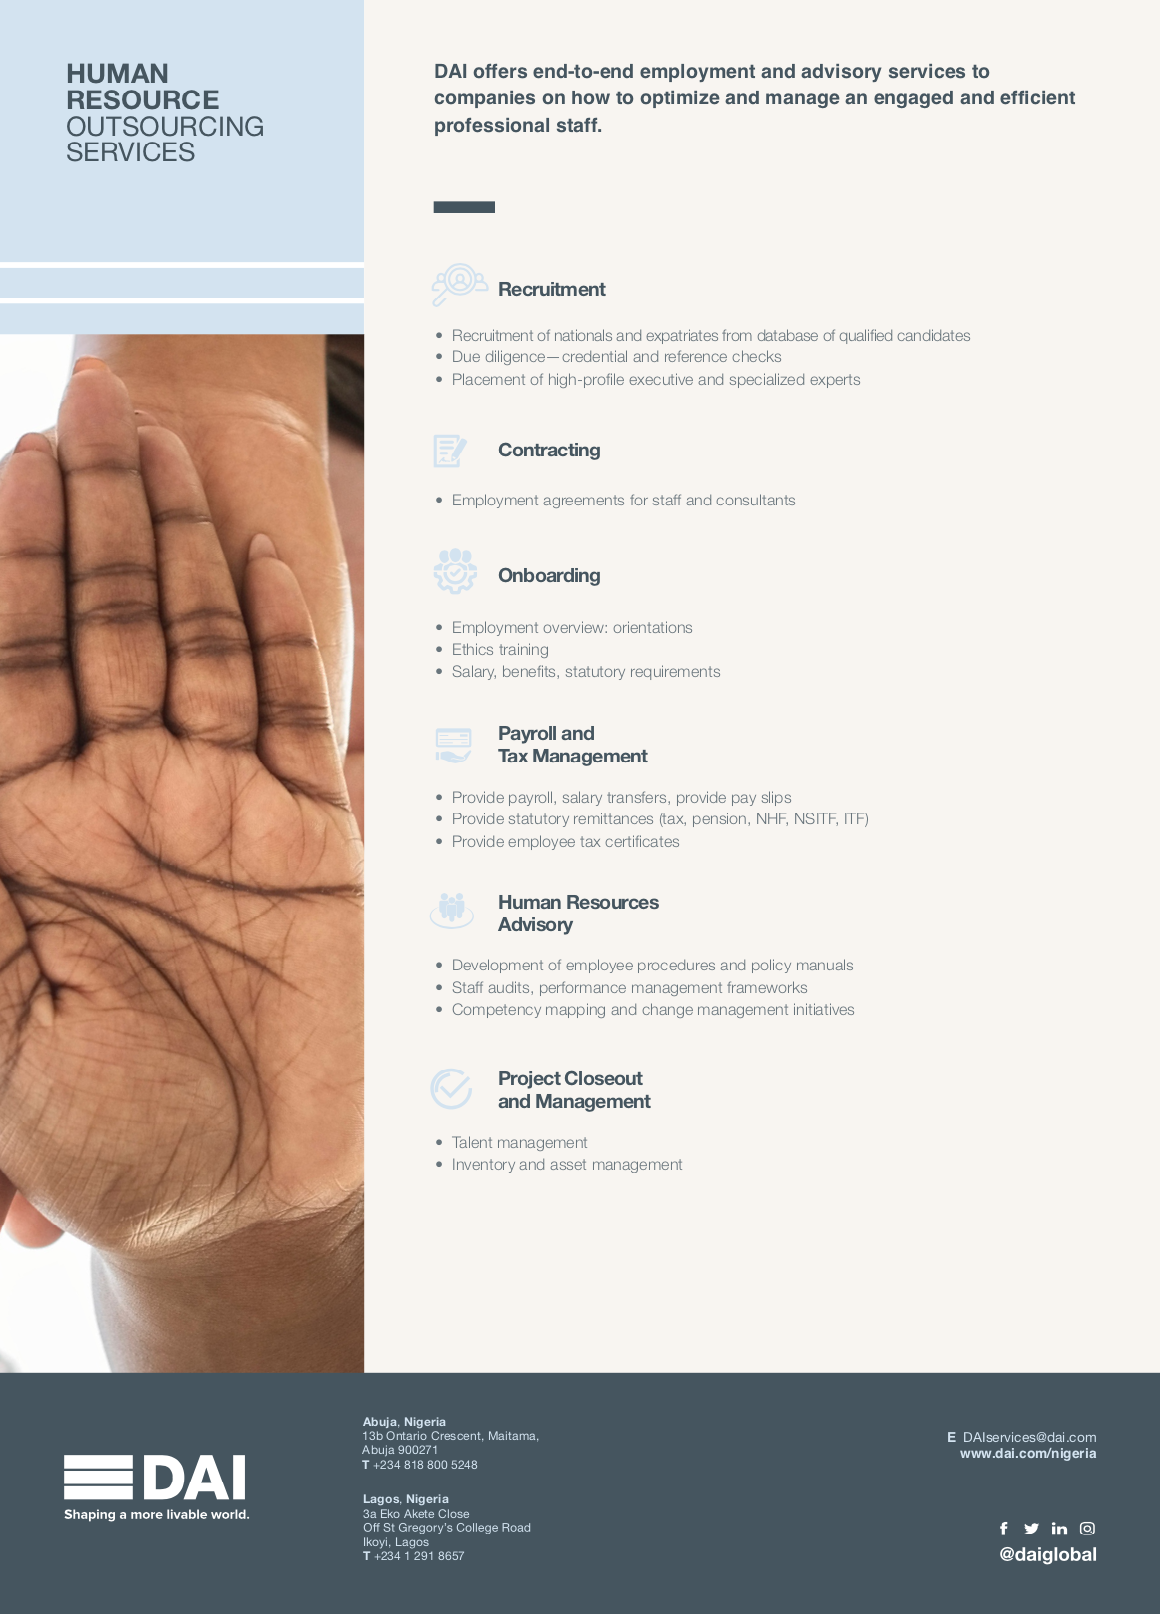 HUMAN
RESOURCE
OUTSOURCING
SERVICES
DAI offers end-to-end employment and advisory services to
companies on how to optimize and manage an engaged and efficient
professional staff.
Recruitment
• Recruitment of nationals and expatriates from database of qualified candidates
• Due diligence—credential and reference checks
• Placement of high-profile executive and specialized experts
Contracting
• Employment agreements for staff and consultants
Onboarding
• Employment overview: orientations
• Ethics training
• Salary, benefits, statutory requirements
Payroll and
Tax Management
• Provide payroll, salary transfers, provide pay slips
• Provide statutory remittances (tax, pension, NHF, NSITF, ITF)
• Provide employee tax certificates
Human Resources
Advisory
• Development of employee procedures and policy manuals
• Staff audits, performance management frameworks
• Competency mapping and change management initiatives
Project Closeout
and Management
• Talent management
• Inventory and asset management
DAI
Shaping a more livable world.
Abuja, Nigeria
13b Ontario Crescent, Maitama,
Abuja 900271
T +234 818 800 5248
Lagos, Nigeria
3a Eko Akete Close
Off St Gregory's College Road
Ikoyi, Lagos
T +234 1 291 8657
E DAIservices@dai.com
www.dai.com/nigeria
@daiglobal